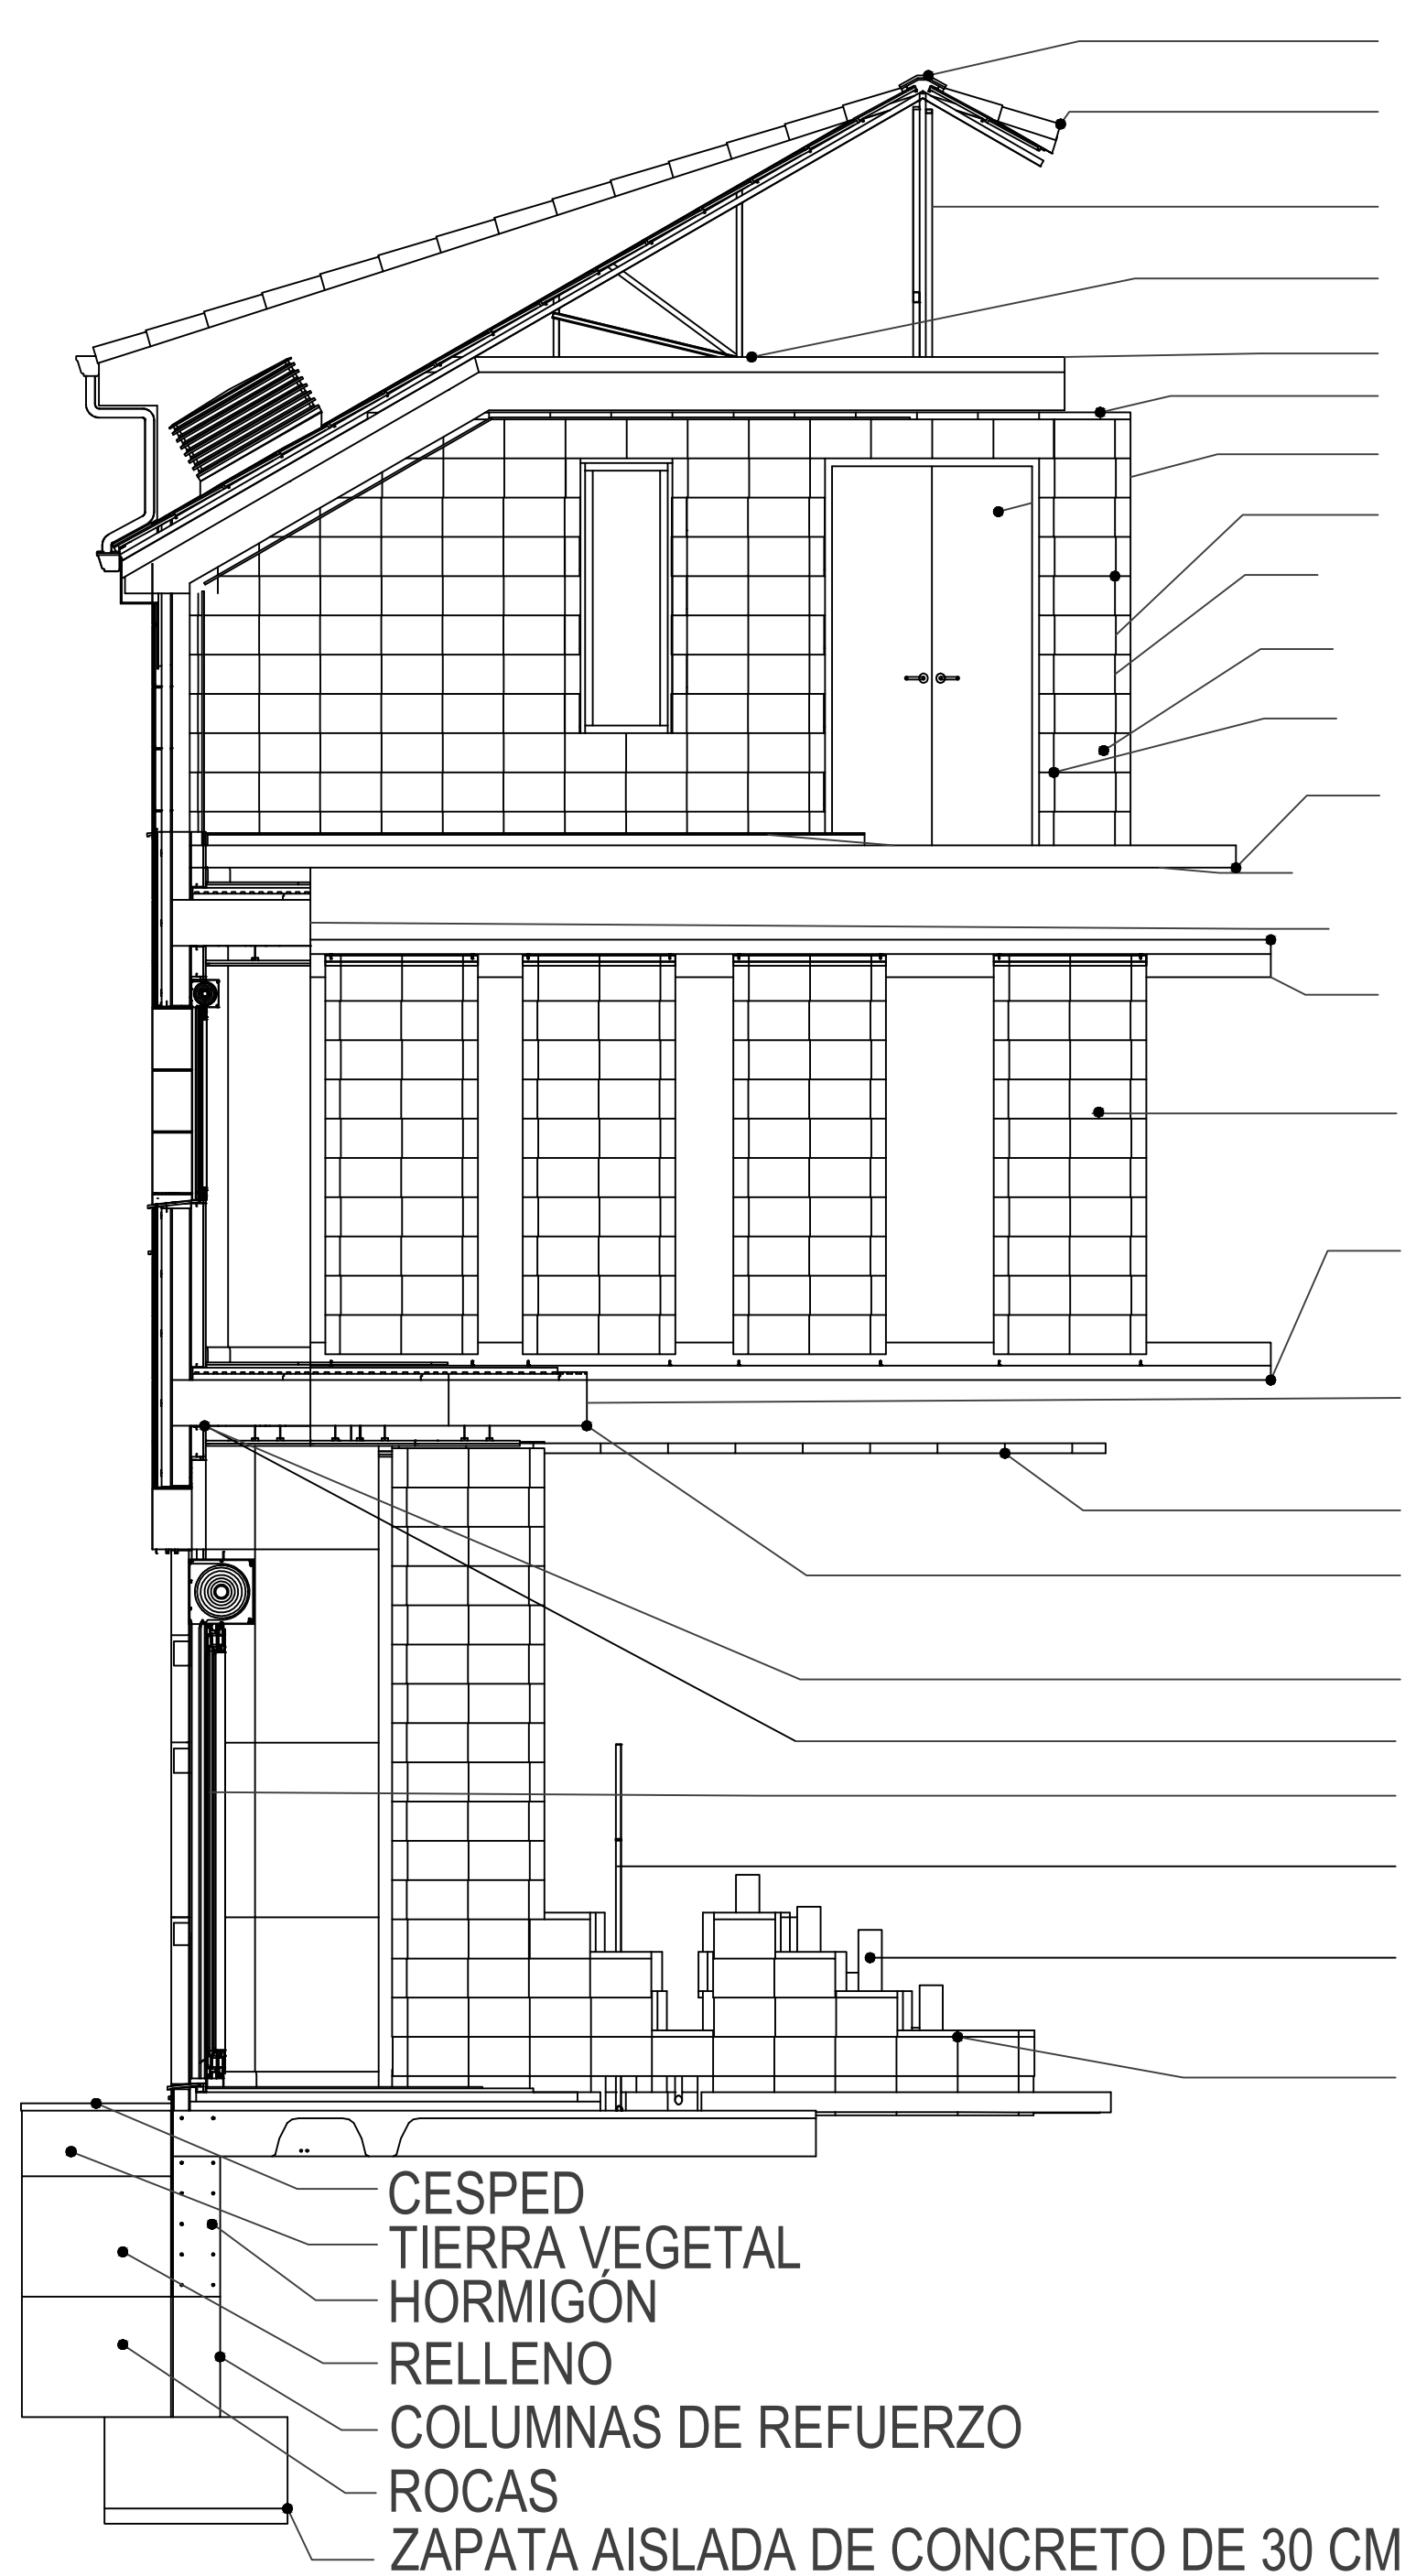 CESPED
TIERRA VEGETAL
HORMIGÓN
RELLENO
COLUMNAS DE REFUERZO
ROCAS
ZAPATA AISLADA DE CONCRETO DE 30 CM